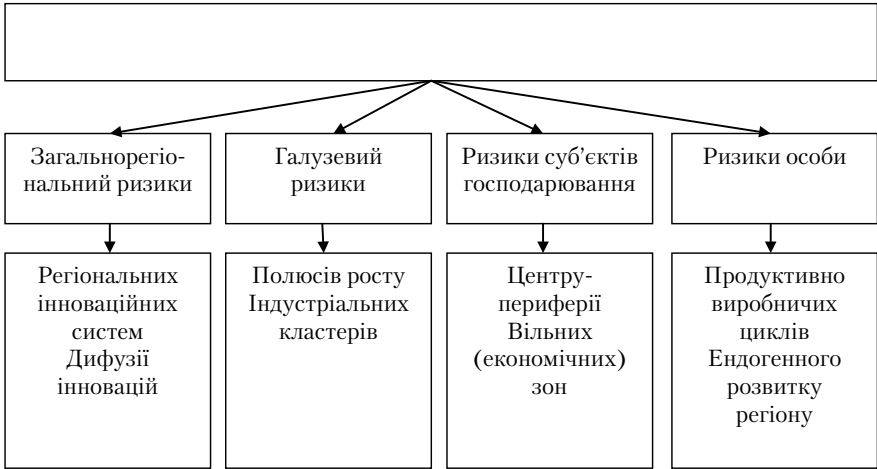 Загальнорегіо-
нальний ризики
Галузевий
ризики
Ризики суб’єктів
господарювання
Ризики особи
Регіональних
інноваційних
систем
Дифузії
інновацій
Полюсів росту
Індустріальних
кластерів
Центру-
периферії
Вільних
(економічних)
зон
Продуктивно
виробничих
циклів
Ендогенного
розвитку
регіону